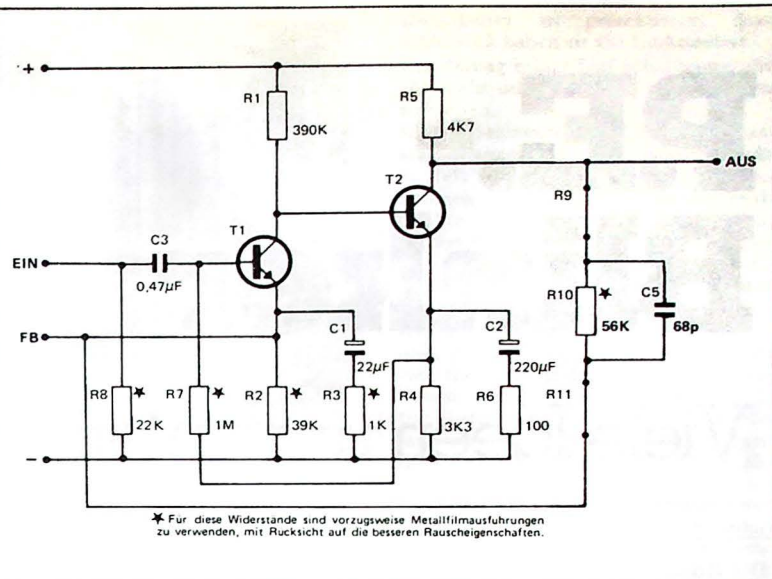 +
R1
390K
R5
4K7
AUS
T2
R9
T1
C3
EIN
0,47µF
R10
★
C5
56K
68p
FB
C1
22µF
C2
220µF
R8
★
22K
R7
★
1M
R2
★
39K
R3
★
1K
R4
3K3
R6
100
R11
−
★ Für diese Widerstande sind vorzugsweise Metallfilmausfuhrungen
zu verwenden, mit Rucksicht auf die besseren Rauscheigenschaften.